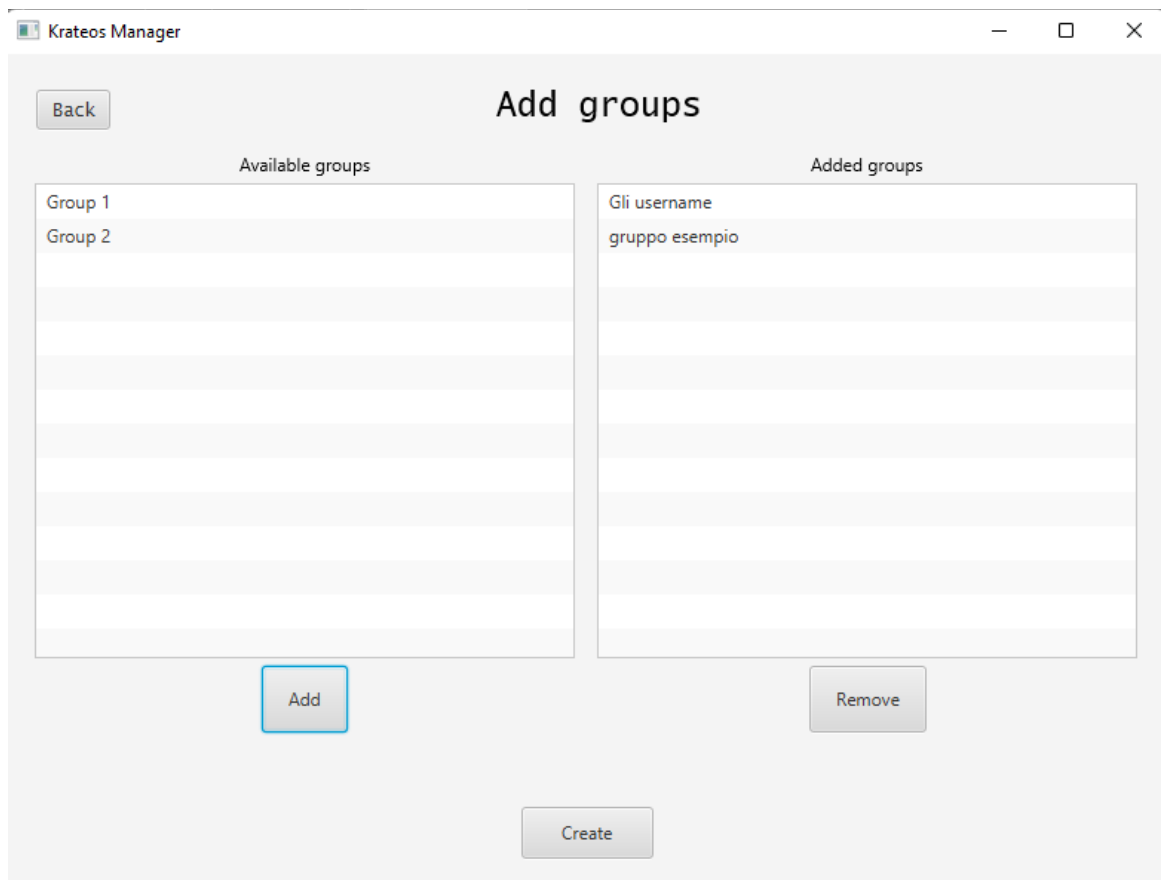 Krateos Manager
Back
Add groups
Available groups
Added groups
Group 1
Gli username
Group 2
gruppo esempio
Add
Remove
Create